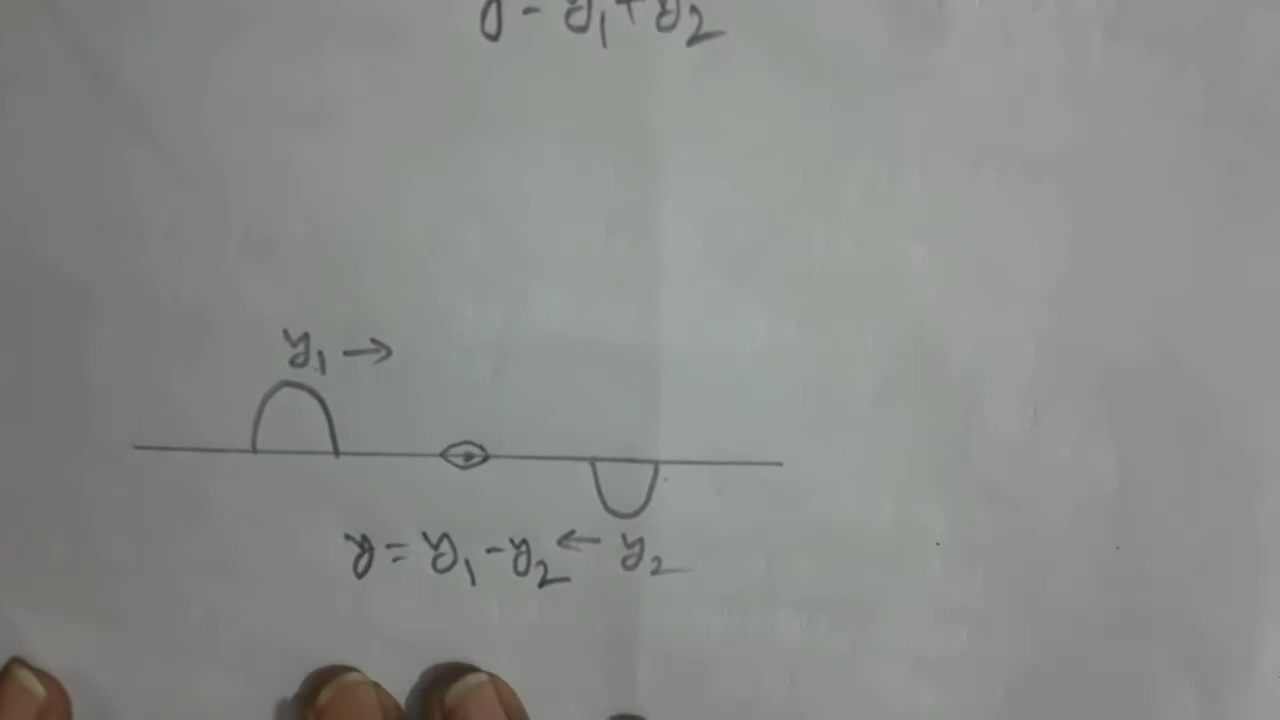 y = y₁ + y₂
y₁ →
y = y₁ - y₂ ← y₂